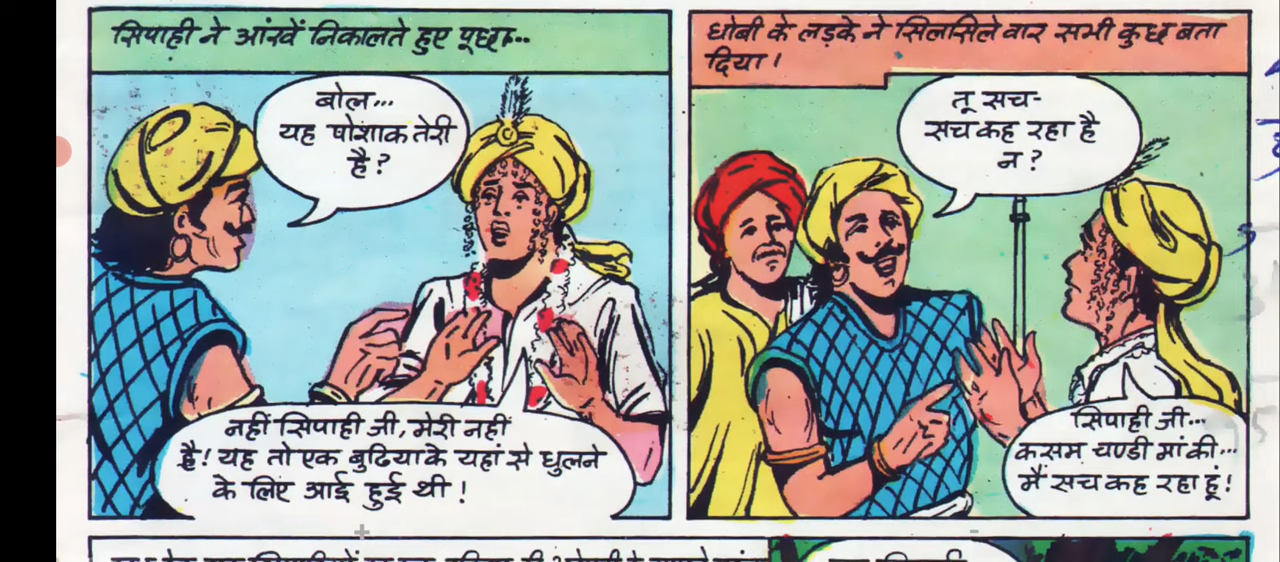 सिपाही ने आंखें निकालते हुए पूछा..
बोल...
यह पोशाक तेरी
है?
नहीं सिपाही जी, मेरी नहीं
है! यह तो एक बुढिया के यहां से धुलने
के लिए आई हुई थी!
धोबी के लड़के ने सिलसिले वार सभी कुछ बता
दिया।
तू सच-
सच कह रहा है
न?
सिपाही जी...
कसम चण्डी मां की...
मैं सच कह रहा हूं!